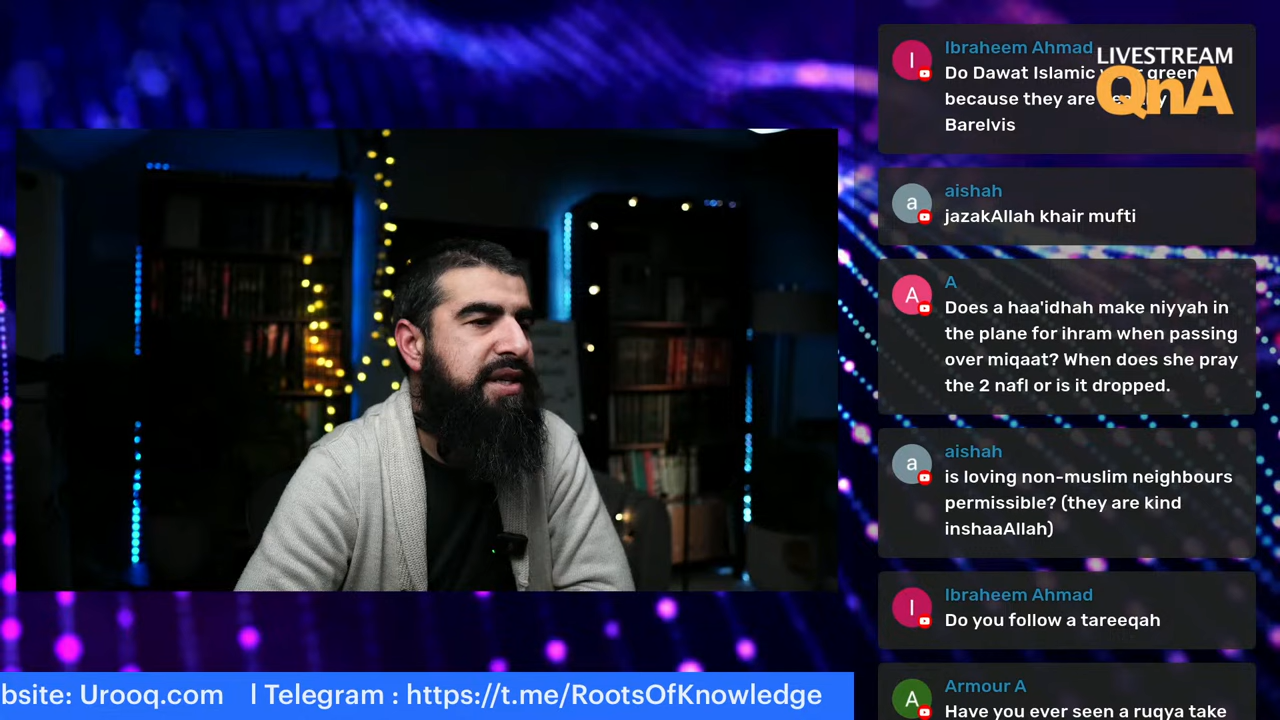 Ibraheem Ahmad
Do Dawat Islamic green
because they are
Barelvis
LIVESTREAM
QnA
aishah
jazakAllah khair mufti
A
Does a haa'idhah make niyyah in
the plane for ihram when passing
over miqaat? When does she pray
the 2 nafl or is it dropped.
aishah
is loving non-muslim neighbours
permissible? (they are kind
inshaaAllah)
Ibraheem Ahmad
Do you follow a tareeqah
Armour A
Have you ever seen a ruqya take
bsite: Urooq.com l Telegram : https://t.me/RootsOfKnowledge